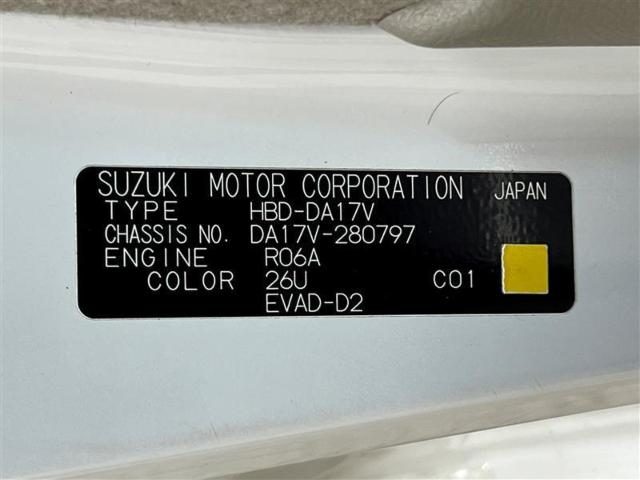 SUZUKI MOTOR CORPORATION JAPAN
TYPE HBD-DA17V
CHASSIS NO. DA17V-280797
ENGINE R06A
COLOR 26U C01
EVAD-D2